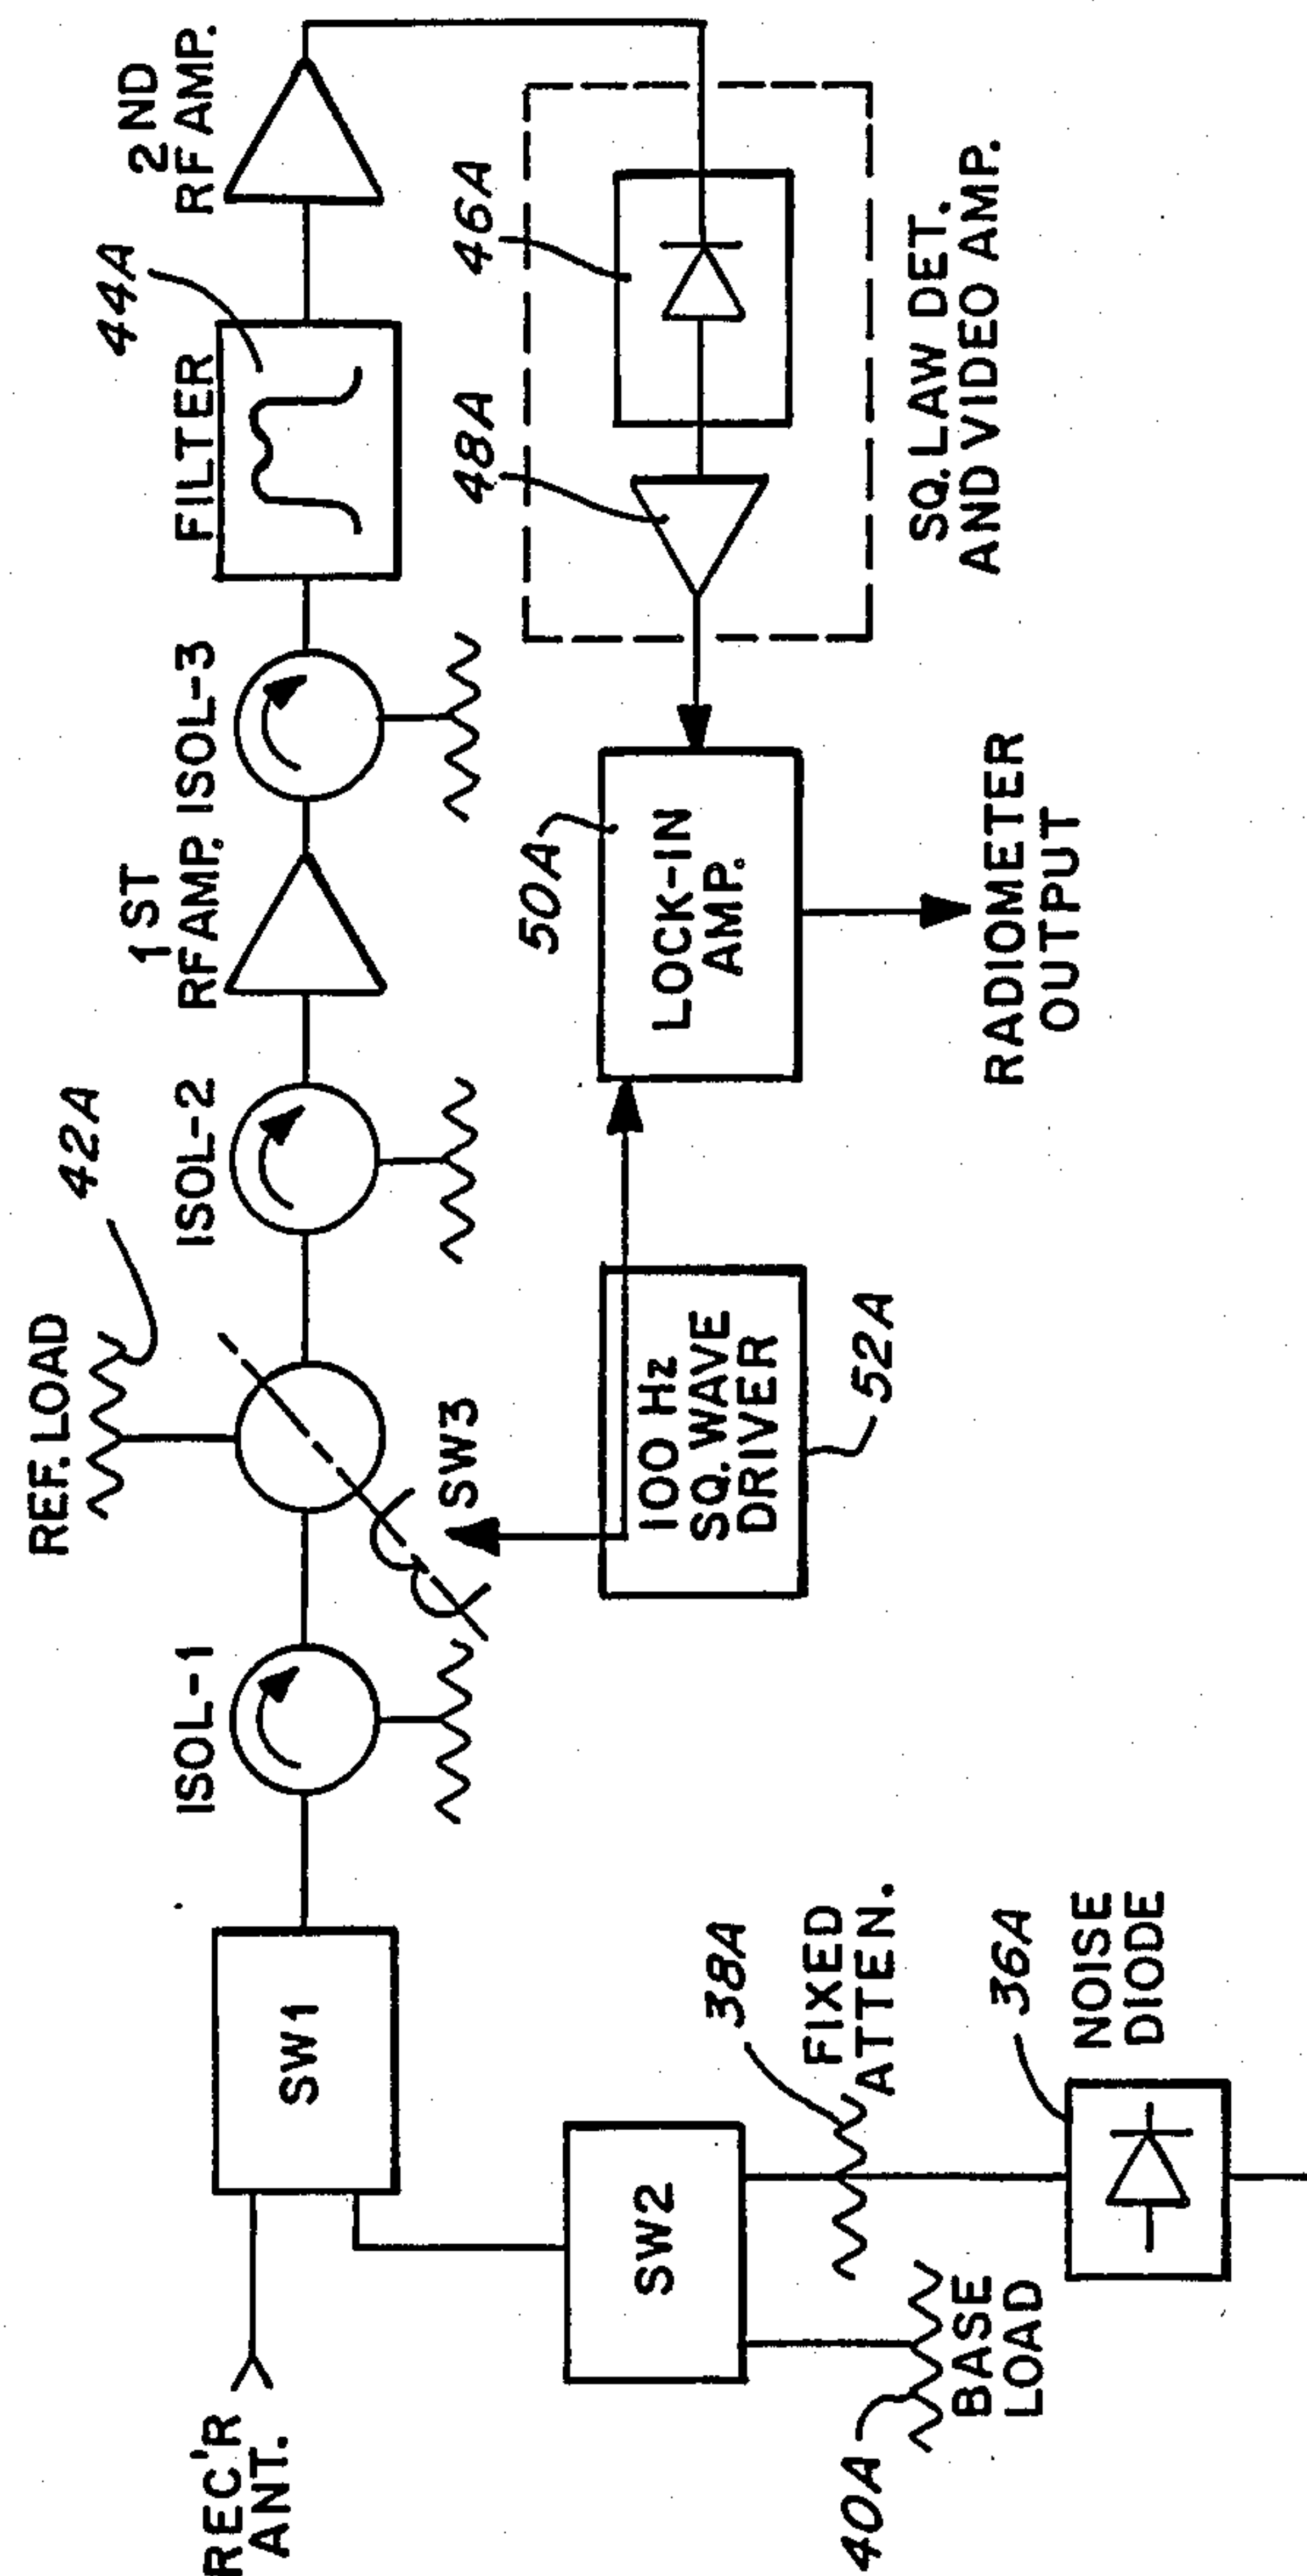 REC'R
ANT.
SW1
ISOL-1
REF. LOAD
42A
SW3
ISOL-2
1ST
RF AMP.
ISOL-3
FILTER
44A
2ND
RF AMP.
46A
48A
SQ. LAW DET.
AND VIDEO AMP.
50A
LOCK-IN
AMP.
RADIOMETER
OUTPUT
100 Hz
SQ. WAVE
DRIVER
52A
SW2
38A
FIXED
ATTEN.
40A
BASE
LOAD
36A
NOISE
DIODE